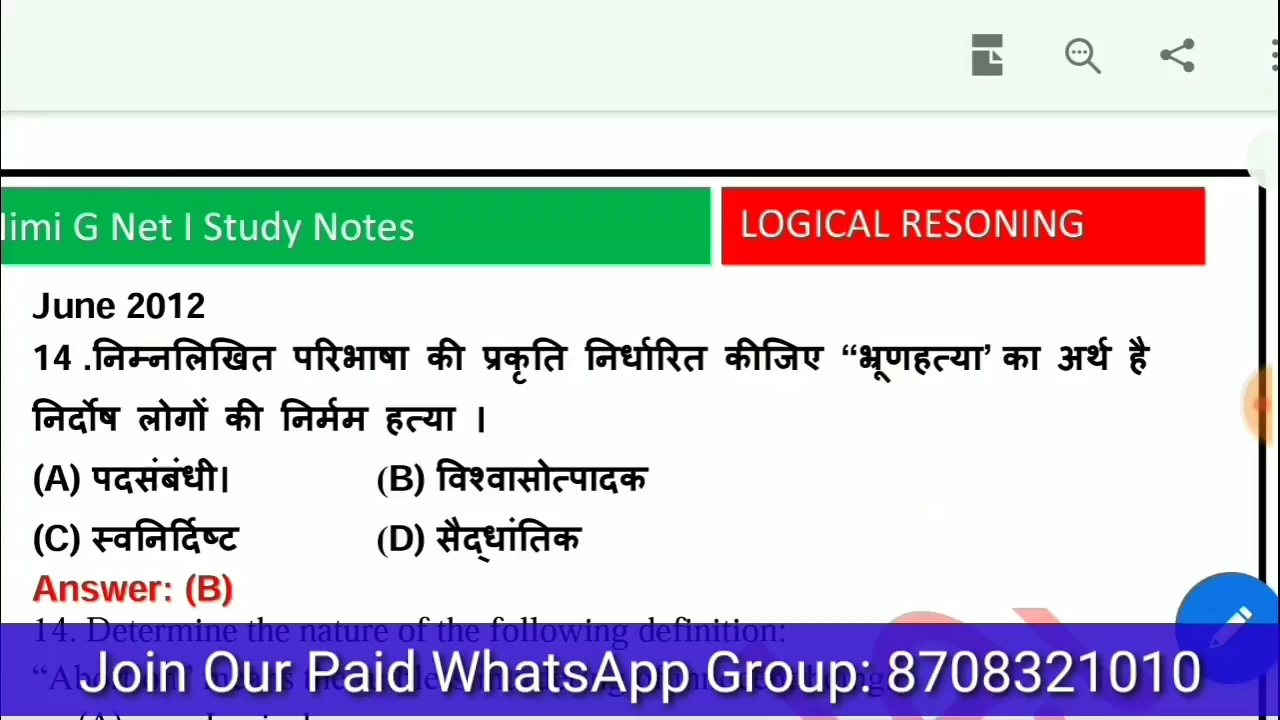 imi G Net I Study Notes
LOGICAL RESONING
June 2012
14 .निम्नलिखित परिभाषा की प्रकृति निर्धारित कीजिए “भ्रूणहत्या’ का अर्थ है
निर्दोष लोगों की निर्मम हत्या ।
(A) पदसंबंधी। (B) विश्वासोत्पादक
(C) स्वनिर्दिष्ट (D) सैद्धांतिक
Answer: (B)
14. Determine the nature of the following definition:
Join Our Paid WhatsApp Group: 8708321010